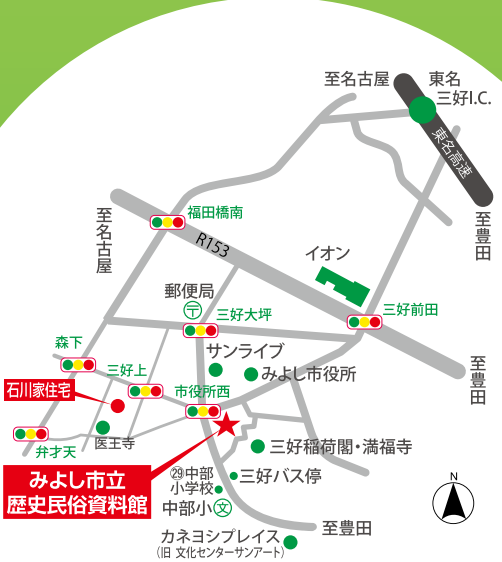 至名古屋
東名
三好I.C.
東名高速
至豊田
至名古屋
福田橋南
R153
イオン
郵便局
〒
三好大坪
三好前田
サンライブ
みよし市役所
至豊田
森下
三好上
市役所西
石川家住宅
医王寺
弁才天
みよし市立
歴史民俗資料館
三好稲荷閣・満福寺
㉙中部
小学校
三好バス停
中部小
文
至豊田
カネヨシプレイス
(旧 文化センターサンアート)
N